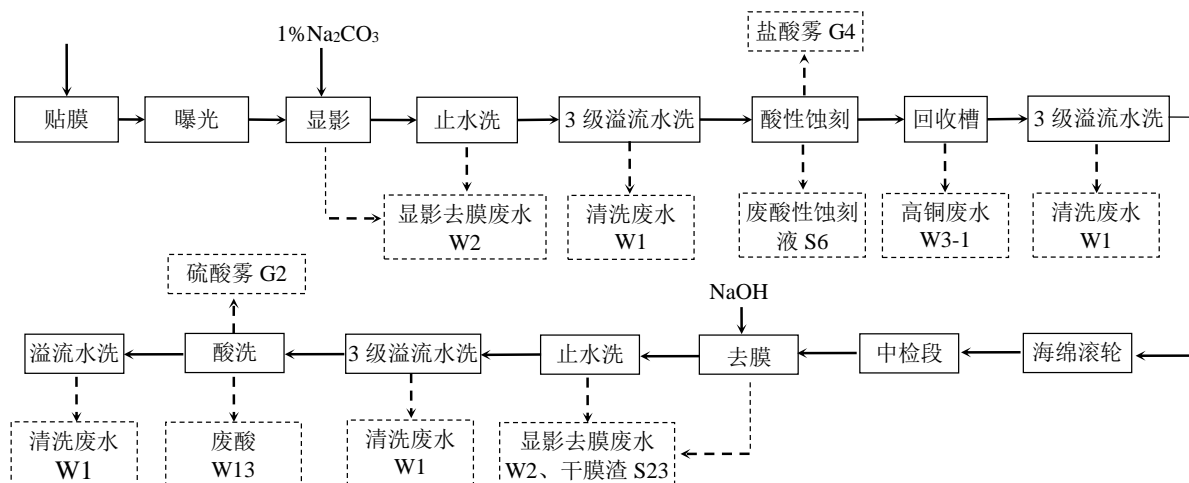 1%Na₂CO₃
盐酸雾 G4
贴膜
曝光
显影
止水洗
3 级溢流水洗
酸性蚀刻
回收槽
3 级溢流水洗
显影去膜废水
W2
清洗废水
W1
废酸性蚀刻
液 S6
高铜废水
W3-1
清洗废水
W1
硫酸雾 G2
NaOH
溢流水洗
酸洗
3 级溢流水洗
止水洗
去膜
中检段
海绵滚轮
清洗废水
W1
废酸
W13
清洗废水
W1
显影去膜废水
W2、干膜渣 S23